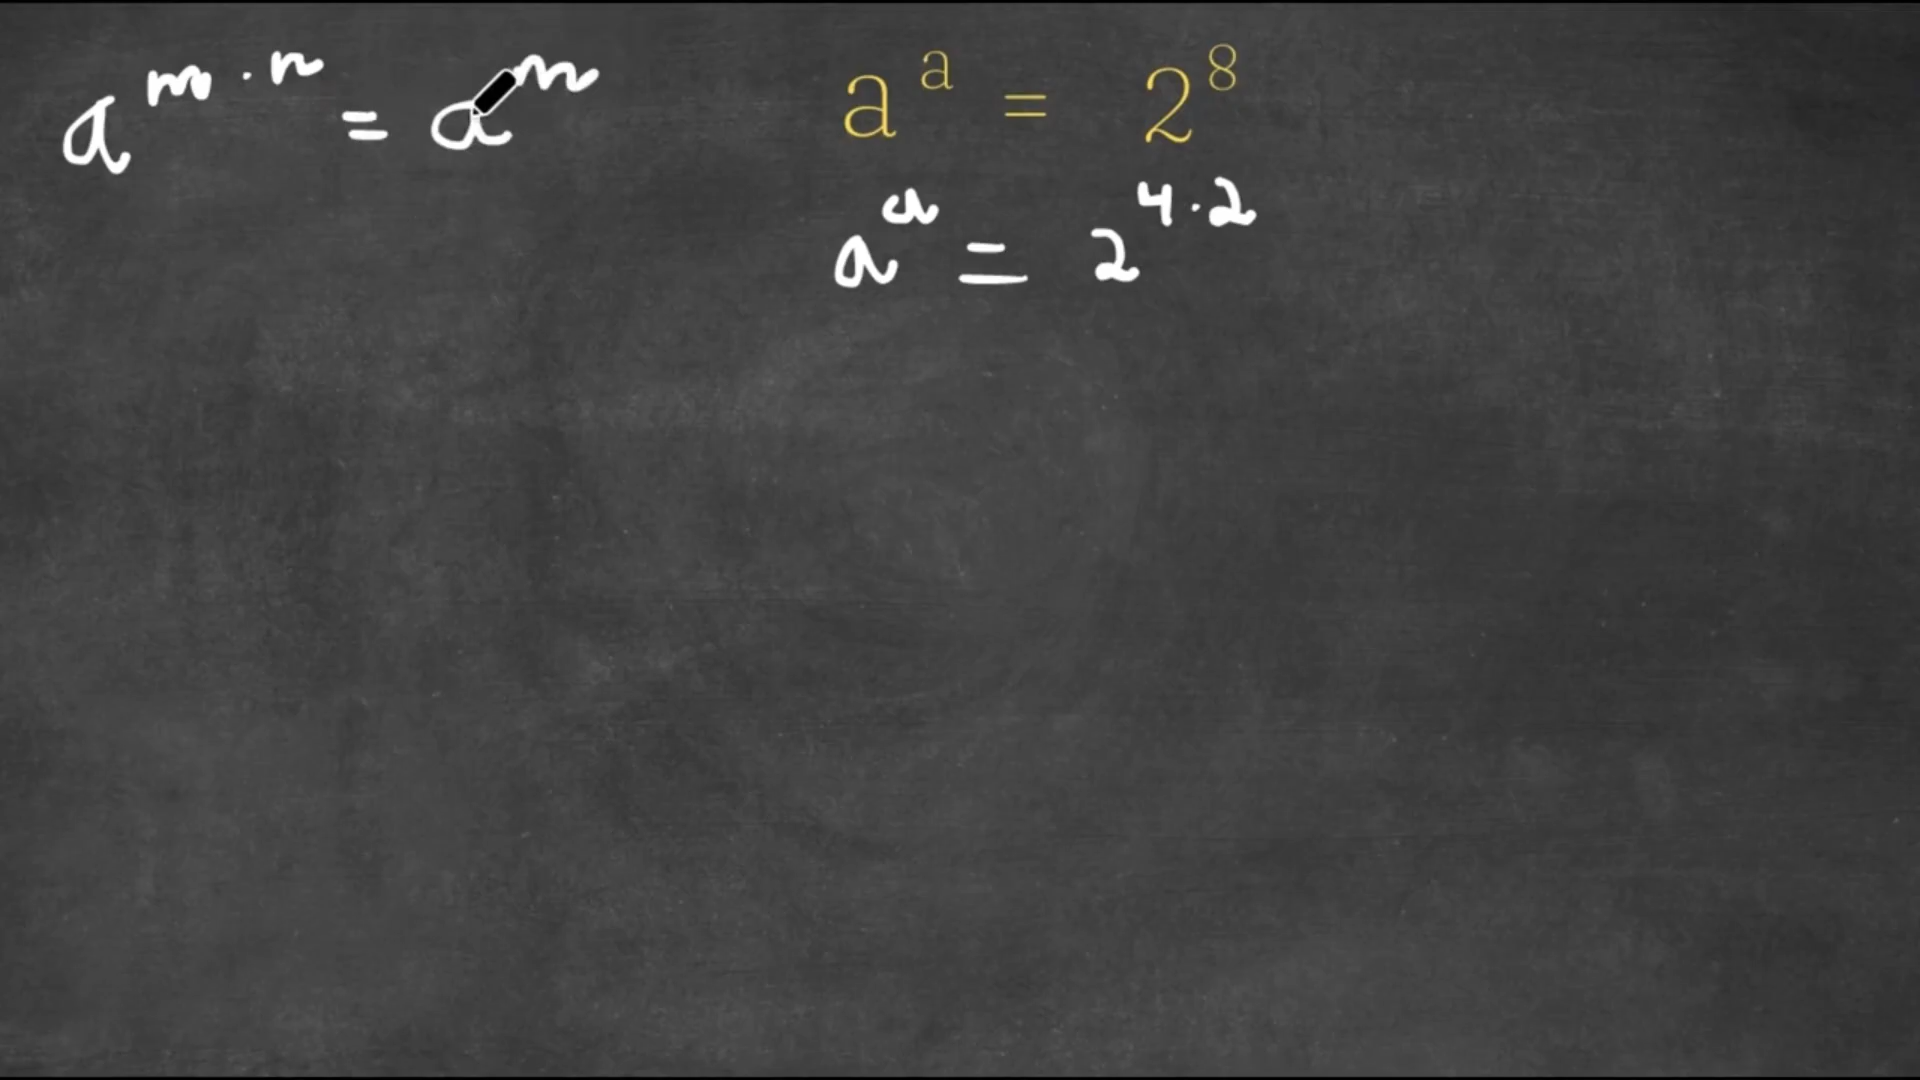 a^{m · n} = a^m
a^a = 2^8
a^a = 2^{4 · 2}